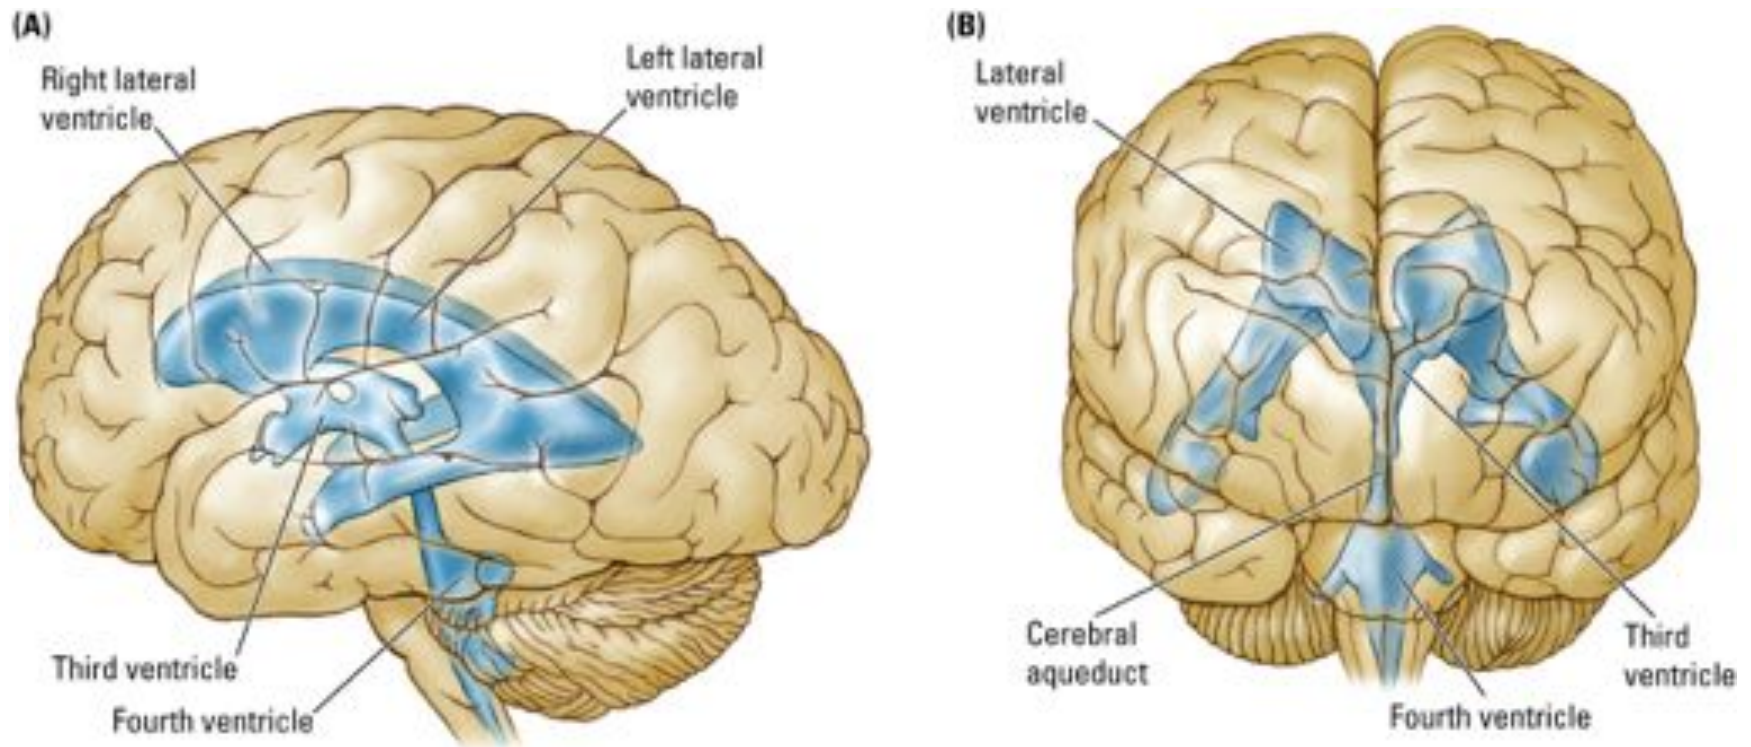 (A)
Right lateral
ventricle
Left lateral
ventricle
Third ventricle
Fourth ventricle
(B)
Lateral
ventricle
Cerebral
aqueduct
Third
ventricle
Fourth ventricle